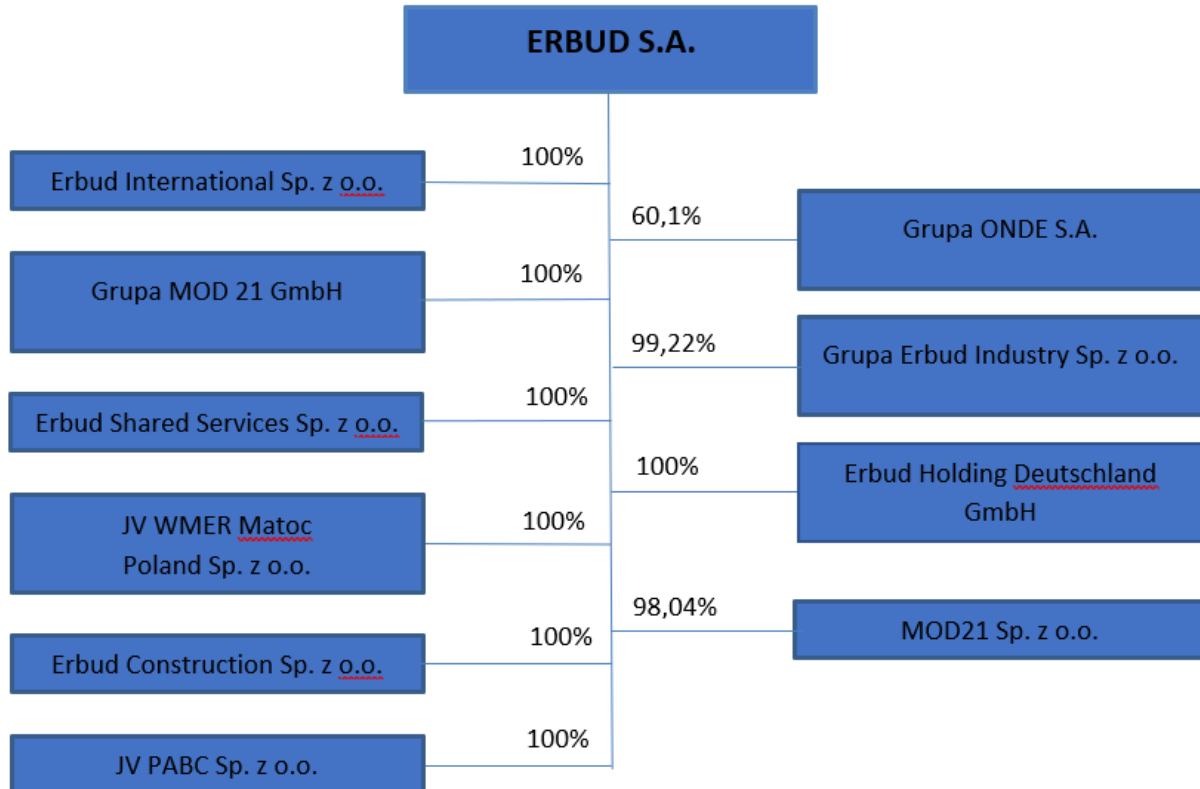 ERBUD S.A.
100%
Erbud International Sp. z o.o.
60,1%
Grupa ONDE S.A.
100%
Grupa MOD 21 GmbH
99,22%
Grupa Erbud Industry Sp. z o.o.
100%
Erbud Shared Services Sp. z o.o.
100%
Erbud Holding Deutschland
GmbH
100%
JV WMER Matoc
Poland Sp. z o.o.
98,04%
MOD21 Sp. z o.o.
100%
Erbud Construction Sp. z o.o.
100%
JV PABC Sp. z o.o.